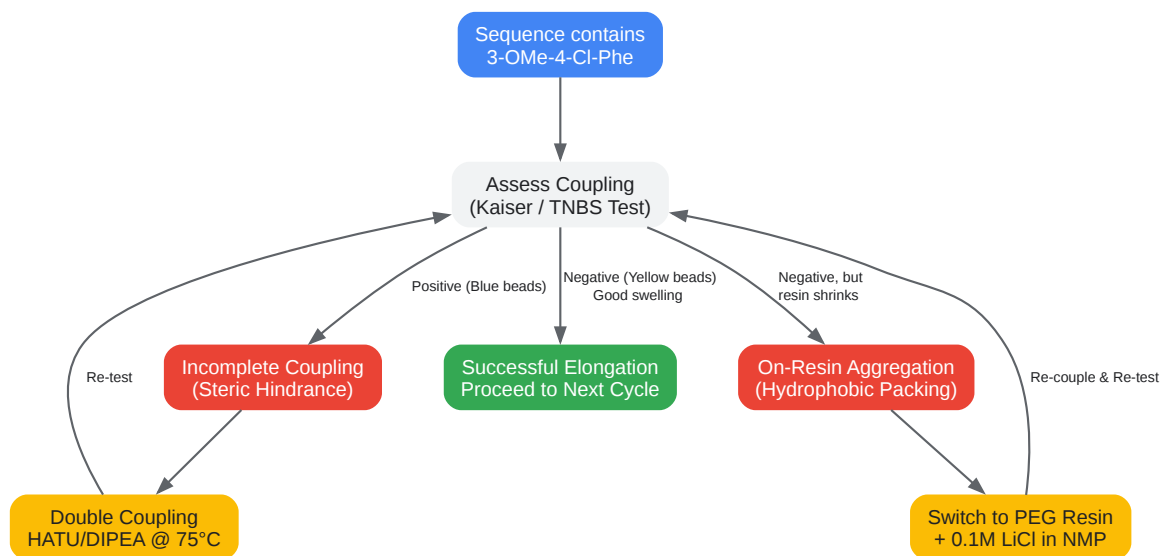 Sequence contains
3-OMe-4-Cl-Phe
Assess Coupling
(Kaiser / TNBS Test)
Positive (Blue beads)
Negative (Yellow beads)
Good swelling
Negative, but
resin shrinks
Incomplete Coupling
(Steric Hindrance)
Successful Elongation
Proceed to Next Cycle
On-Resin Aggregation
(Hydrophobic Packing)
Re-test
Re-couple & Re-test
Double Coupling
HATU/DIPEA @ 75°C
Switch to PEG Resin
+ 0.1M LiCl in NMP